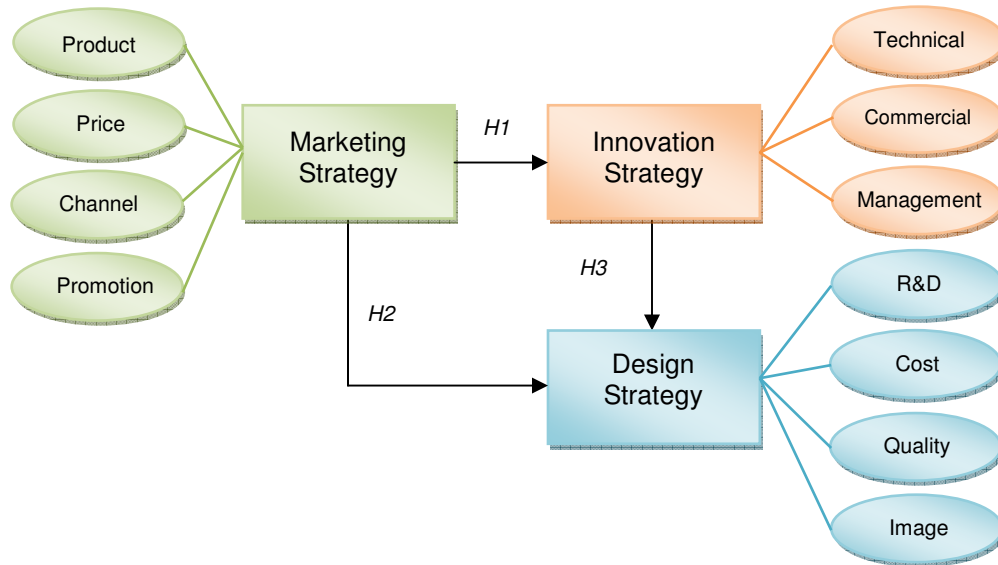 Product
Price
Channel
Promotion
Marketing
Strategy
H1
Innovation
Strategy
Technical
Commercial
Management
H2
H3
Design
Strategy
R&D
Cost
Quality
Image